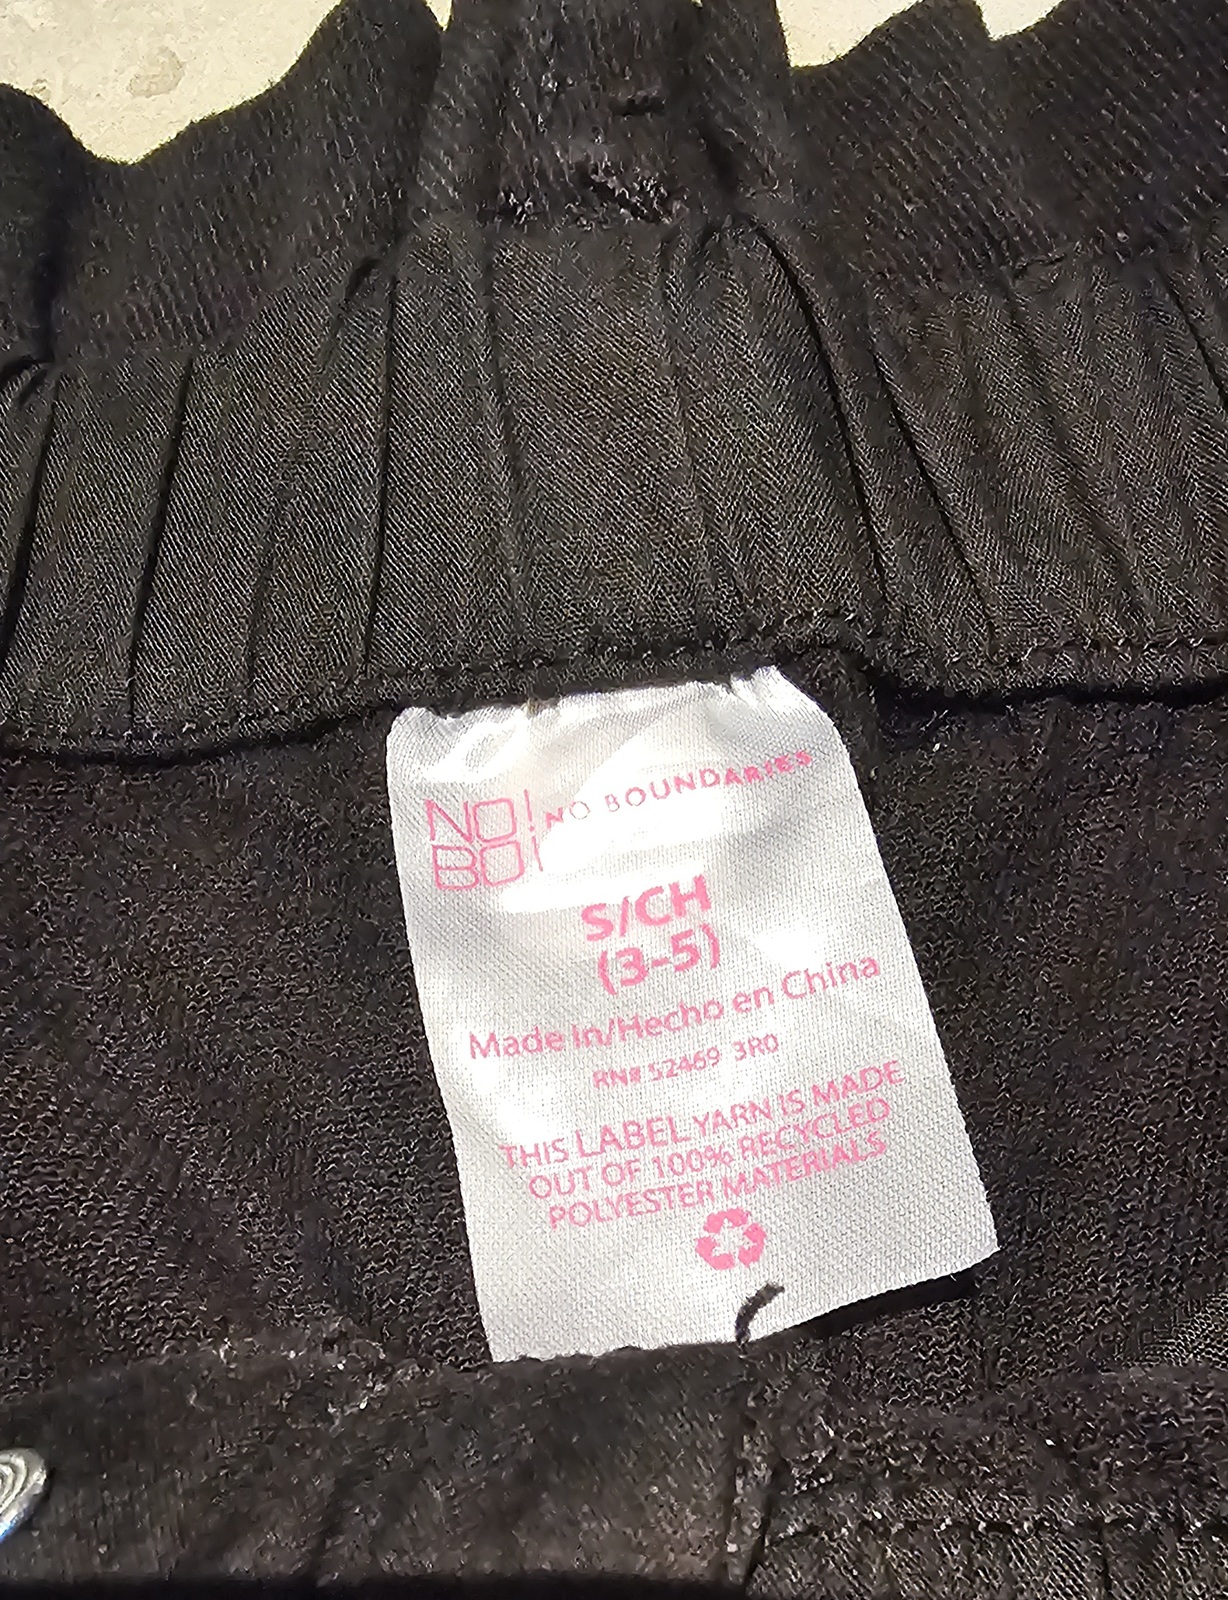 NO!
BO!
NO BOUNDARIES
S/CH
(3-5)
Made in/Hecho en China
RN# 52469 3R0
THIS LABEL YARN IS MADE
OUT OF 100% RECYCLED
POLYESTER MATERIALS